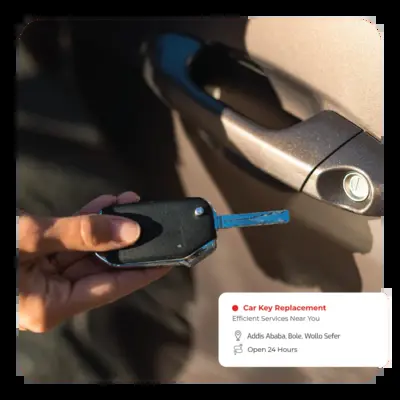 Car Key Replacement
Efficient Services Near You
Addis Ababa, Bole, Wollo Sefer
Open 24 Hours